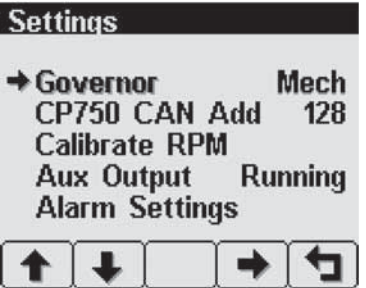 Settings
Governor Mech
CP750 CAN Add 128
Calibrate RPM
Aux Output Running
Alarm Settings